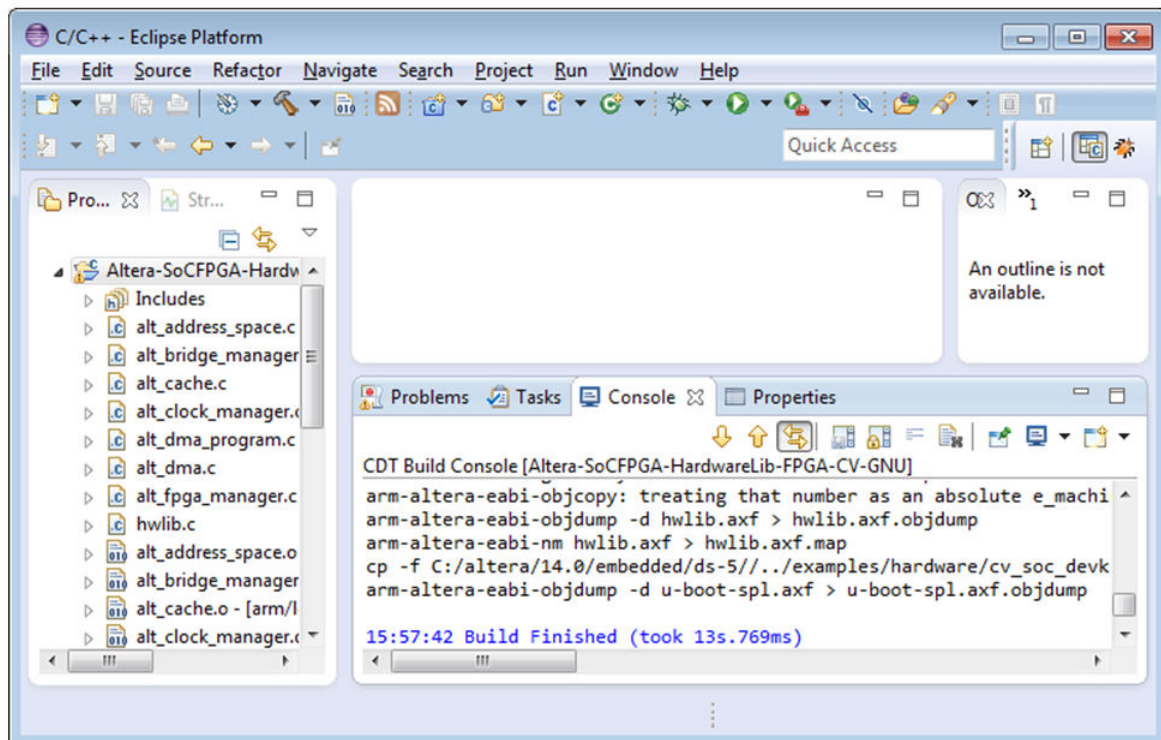 C/C++ - Eclipse Platform
File Edit Source Refactor Navigate Search Project Run Window Help
Quick Access
Pro... Str...
Altera-SoCFPGA-Hardw
Includes
alt_address_space.c
alt_bridge_manager
alt_cache.c
alt_clock_manager.c
alt_dma_program.c
alt_dma.c
alt_fpga_manager.c
hwlib.c
alt_address_space.o
alt_bridge_manager
alt_cache.o - [arm/l
alt_clock_manager.c
O »1
An outline is not
available.
Problems Tasks Console Properties
CDT Build Console [Altera-SoCFPGA-HardwareLib-FPGA-CV-GNU]
arm-altera-eabi-objcopy: treating that number as an absolute e_machi
arm-altera-eabi-objdump -d hwlib.axf > hwlib.axf.objdump
arm-altera-eabi-nm hwlib.axf > hwlib.axf.map
cp -f C:/altera/14.0/embedded/ds-5//../examples/hardware/cv_soc_devk
arm-altera-eabi-objdump -d u-boot-spl.axf > u-boot-spl.axf.objdump
15:57:42 Build Finished (took 13s.769ms)